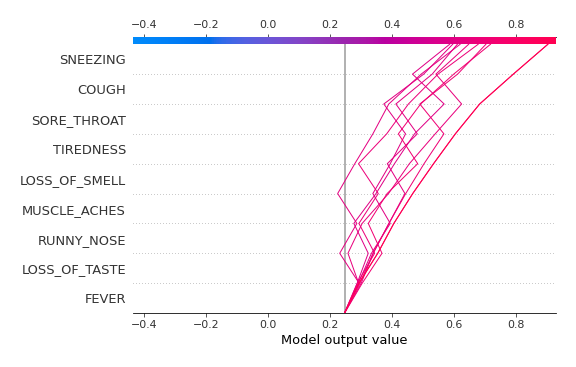 −0.4 −0.2 0.0 0.2 0.4 0.6 0.8
SNEEZING
COUGH
SORE_THROAT
TIREDNESS
LOSS_OF_SMELL
MUSCLE_ACHES
RUNNY_NOSE
LOSS_OF_TASTE
FEVER
−0.4 −0.2 0.0 0.2 0.4 0.6 0.8
Model output value